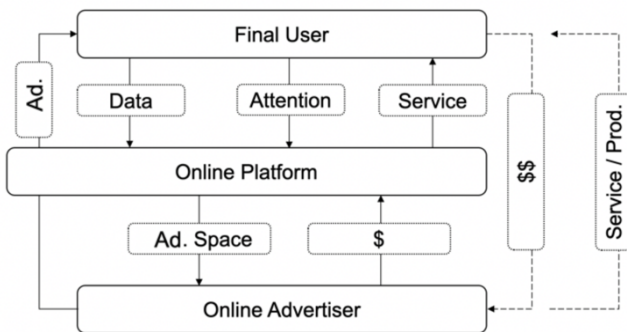 Final User
Ad.
Data
Attention
Service
$$
Service / Prod.
Online Platform
Ad. Space
$
Online Advertiser